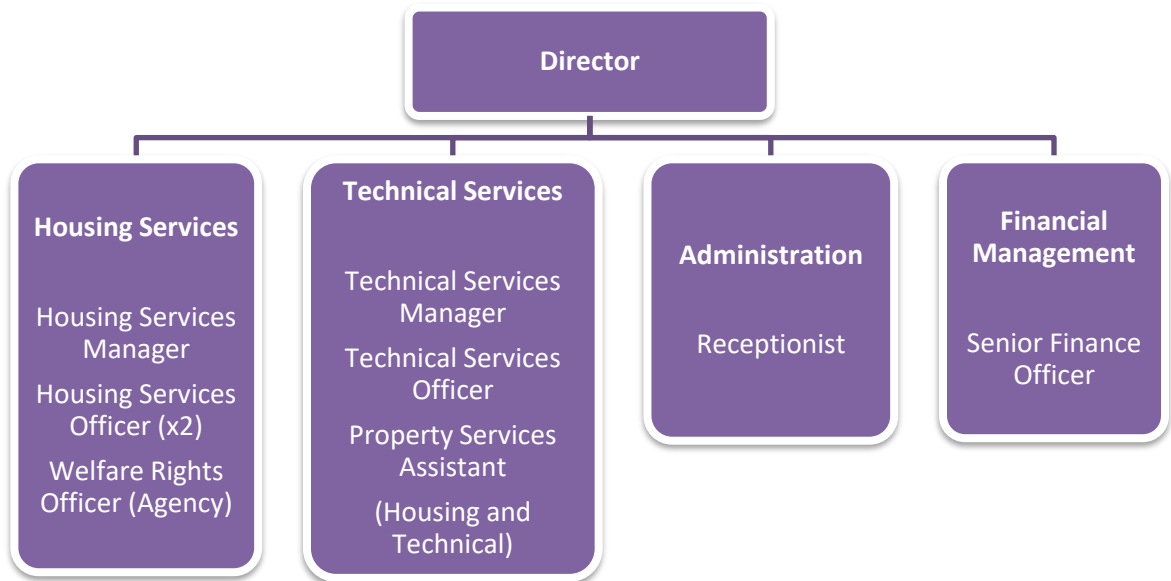 Director
Housing Services
Housing Services
Manager
Housing Services
Officer (x2)
Welfare Rights
Officer (Agency)
Technical Services
Technical Services
Manager
Technical Services
Officer
Property Services
Assistant
(Housing and
Technical)
Administration
Receptionist
Financial
Management
Senior Finance
Officer